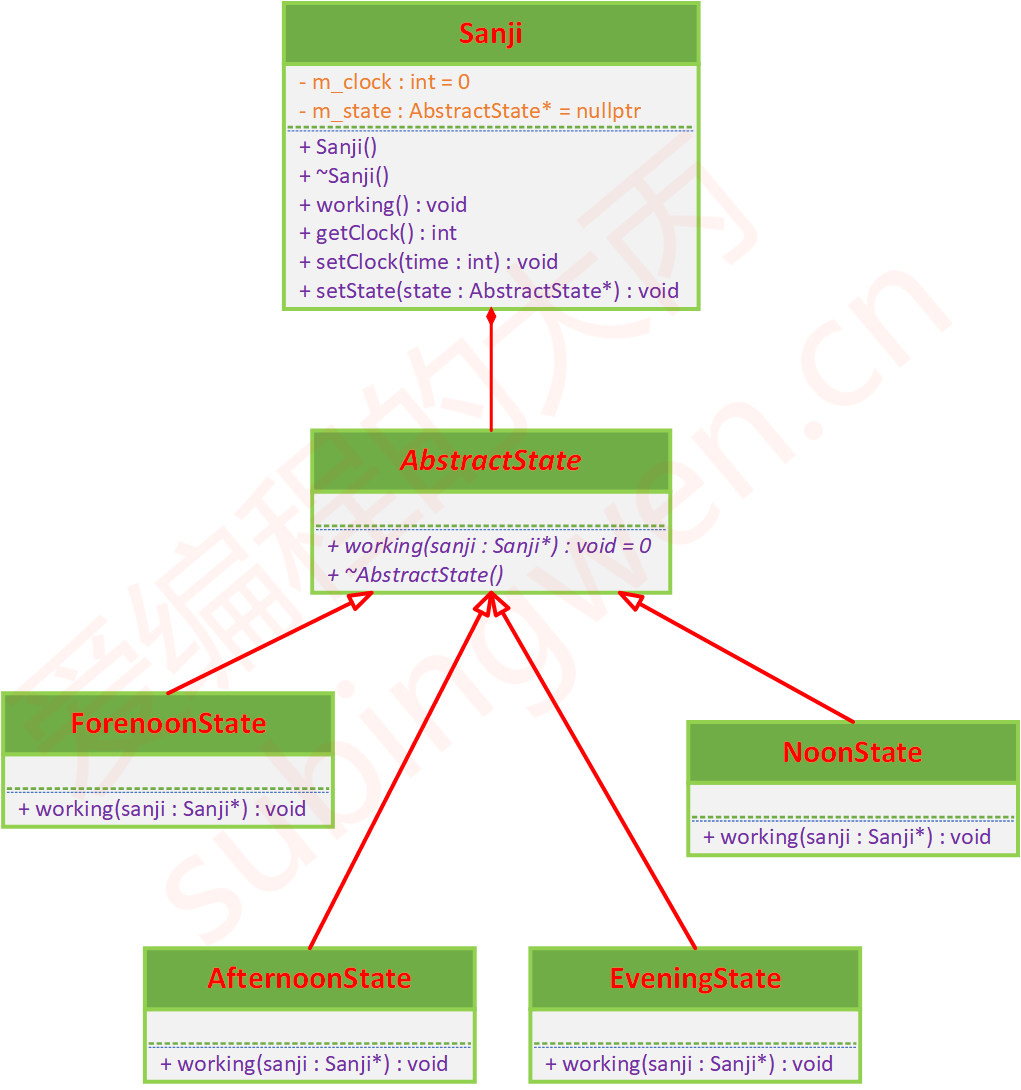 Sanji
- m_clock : int = 0
- m_state : AbstractState* = nullptr
+ Sanji()
+ ~Sanji()
+ working() : void
+ getClock() : int
+ setClock(time : int) : void
+ setState(state : AbstractState*) : void
AbstractState
+ working(sanji : Sanji*) : void = 0
+ ~AbstractState()
ForenoonState
+ working(sanji : Sanji*) : void
NoonState
+ working(sanji : Sanji*) : void
AfternoonState
+ working(sanji : Sanji*) : void
EveningState
+ working(sanji : Sanji*) : void
爱编程的大丙
subingwen.cn